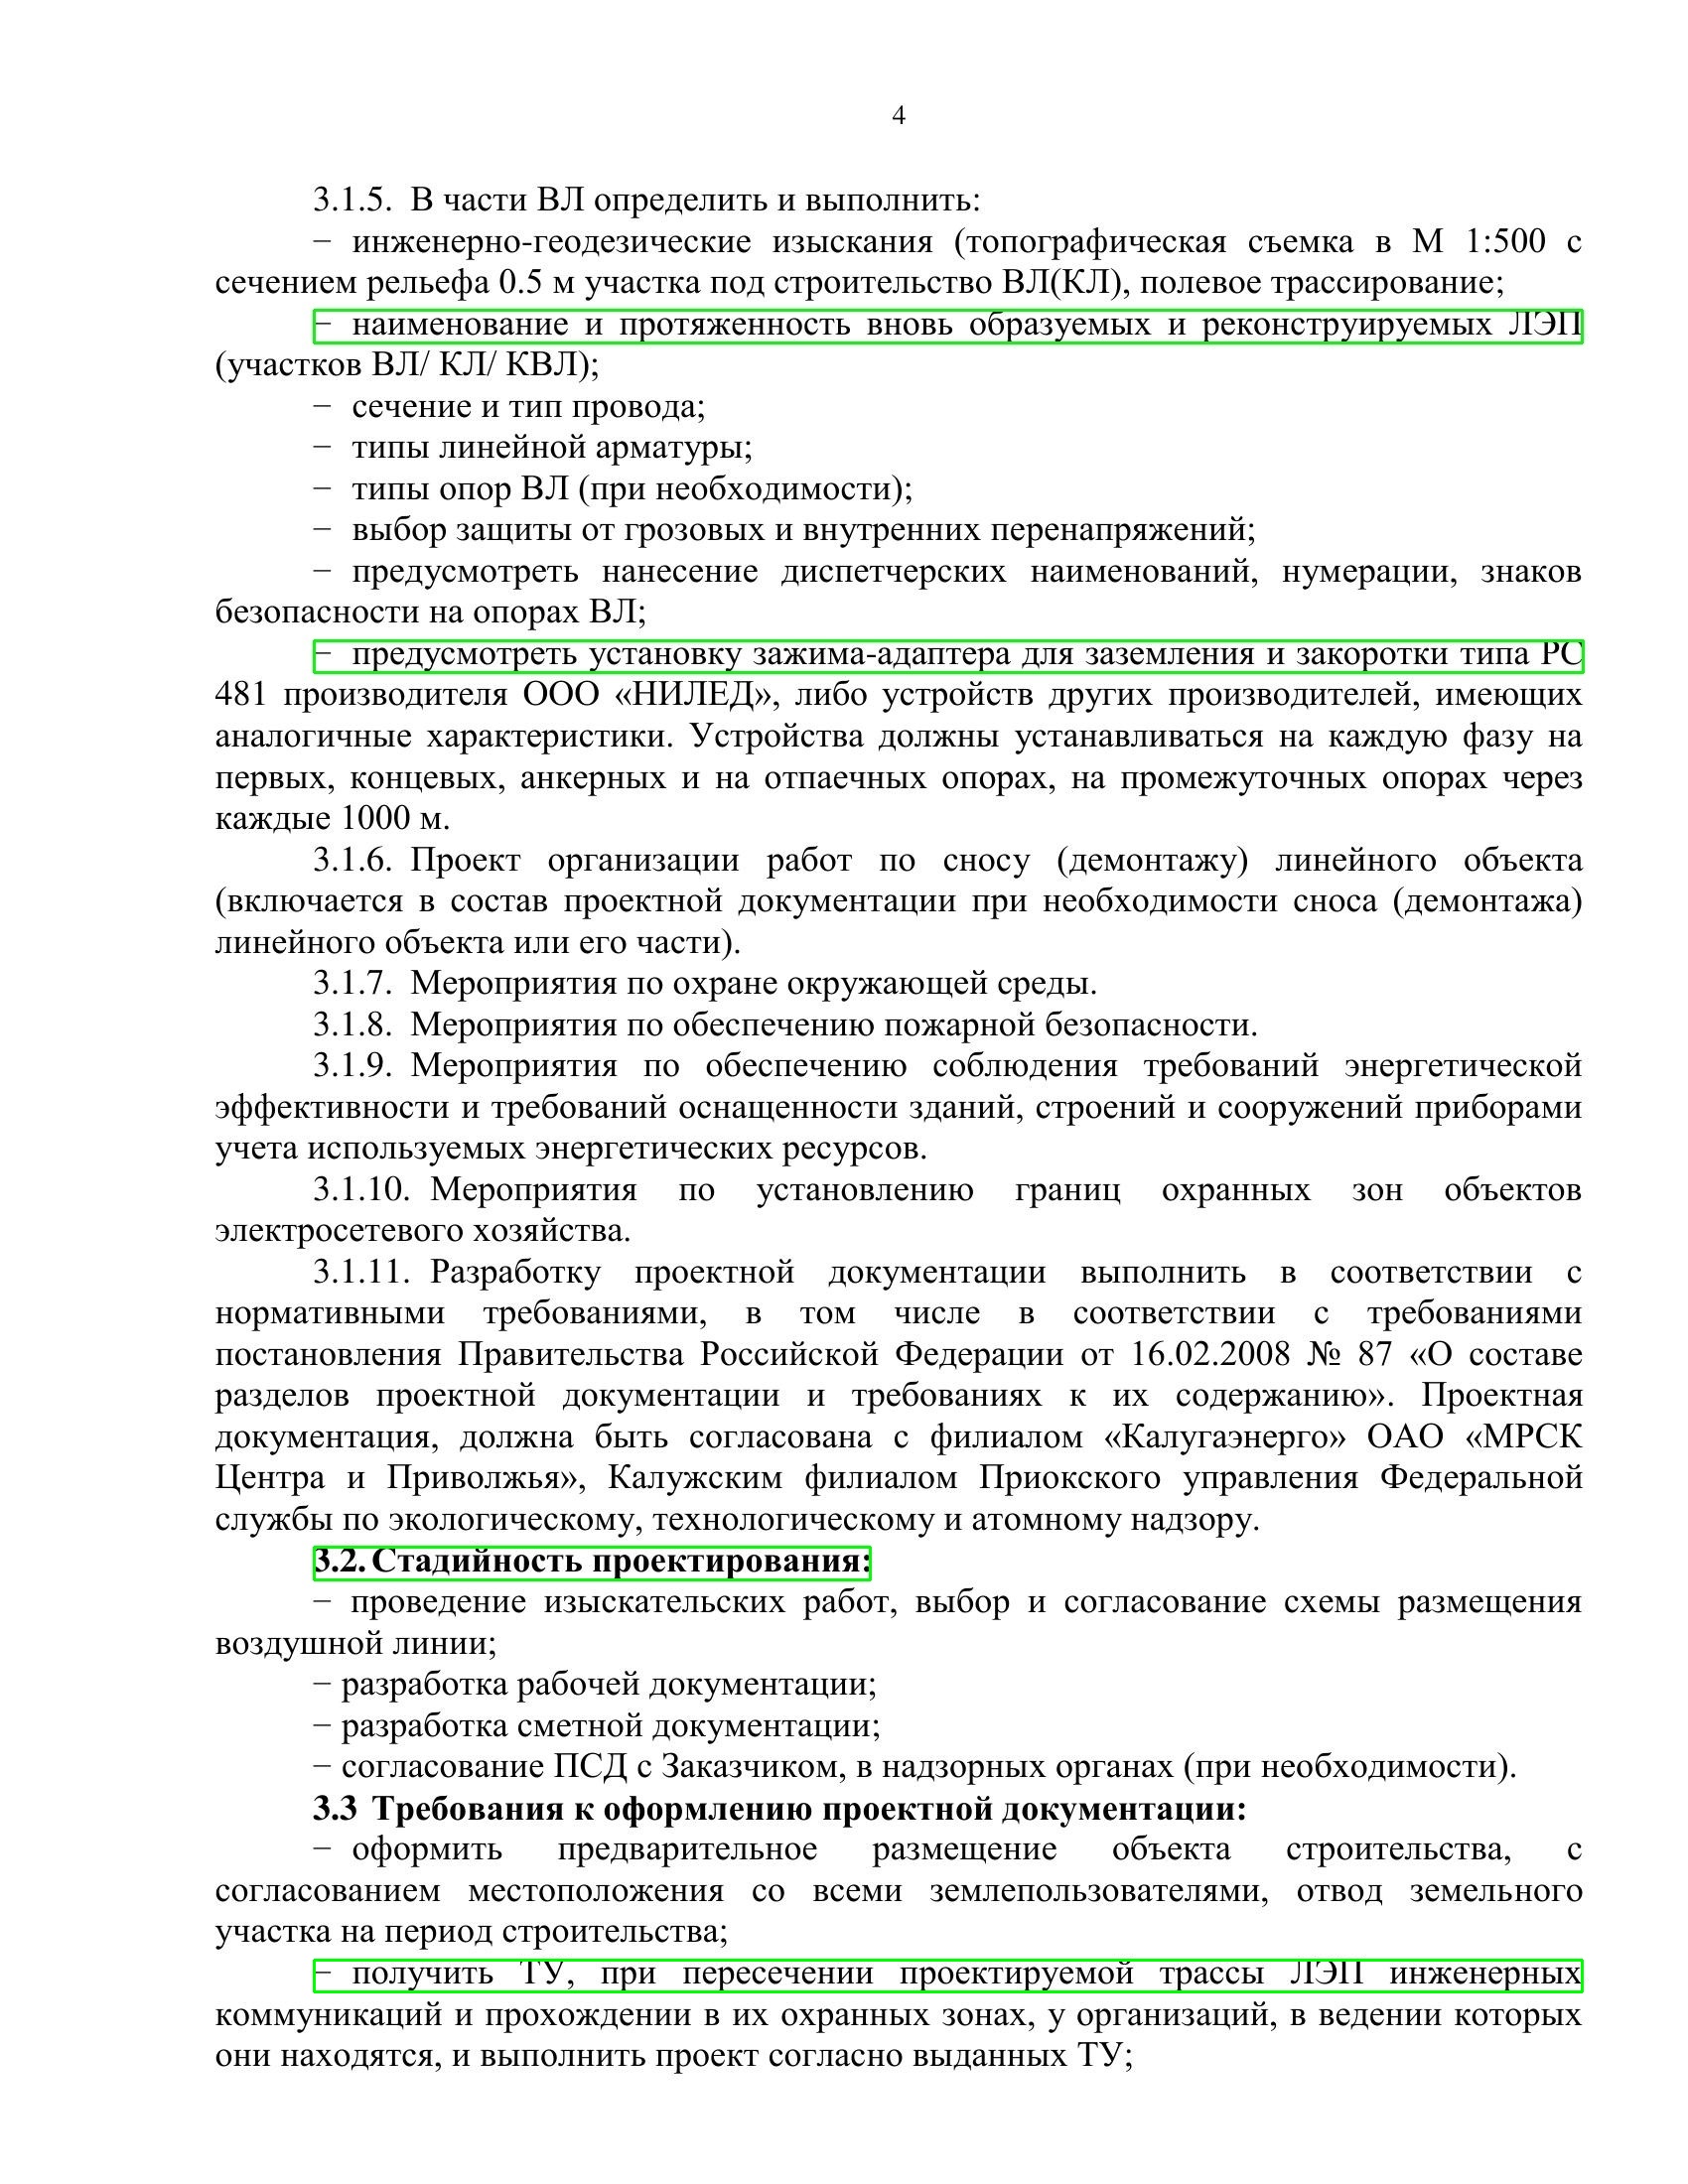 4
3.1.5. В части ВЛ определить и выполнить:
− инженерно-геодезические изыскания (топографическая съемка в М 1:500 с
сечением рельефа 0.5 м участка под строительство ВЛ(КЛ), полевое трассирование;
− наименование и протяженность вновь образуемых и реконструируемых ЛЭП
(участков ВЛ/ КЛ/ КВЛ);
− сечение и тип провода;
− типы линейной арматуры;
− типы опор ВЛ (при необходимости);
− выбор защиты от грозовых и внутренних перенапряжений;
− предусмотреть нанесение диспетчерских наименований, нумерации, знаков
безопасности на опорах ВЛ;
− предусмотреть установку зажима-адаптера для заземления и закоротки типа РС
481 производителя ООО «НИЛЕД», либо устройств других производителей, имеющих
аналогичные характеристики. Устройства должны устанавливаться на каждую фазу на
первых, концевых, анкерных и на отпаечных опорах, на промежуточных опорах через
каждые 1000 м.
3.1.6. Проект организации работ по сносу (демонтажу) линейного объекта
(включается в состав проектной документации при необходимости сноса (демонтажа)
линейного объекта или его части).
3.1.7. Мероприятия по охране окружающей среды.
3.1.8. Мероприятия по обеспечению пожарной безопасности.
3.1.9. Мероприятия по обеспечению соблюдения требований энергетической
эффективности и требований оснащенности зданий, строений и сооружений приборами
учета используемых энергетических ресурсов.
3.1.10. Мероприятия по установлению границ охранных зон объектов
электросетевого хозяйства.
3.1.11. Разработку проектной документации выполнить в соответствии с
нормативными требованиями, в том числе в соответствии с требованиями
постановления Правительства Российской Федерации от 16.02.2008 № 87 «О составе
разделов проектной документации и требованиях к их содержанию». Проектная
документация, должна быть согласована с филиалом «Калугаэнерго» ОАО «МРСК
Центра и Приволжья», Калужским филиалом Приокского управления Федеральной
службы по экологическому, технологическому и атомному надзору.
3.2. Стадийность проектирования:
− проведение изыскательских работ, выбор и согласование схемы размещения
воздушной линии;
− разработка рабочей документации;
− разработка сметной документации;
− согласование ПСД с Заказчиком, в надзорных органах (при необходимости).
3.3 Требования к оформлению проектной документации:
− оформить предварительное размещение объекта строительства, с
согласованием местоположения со всеми землепользователями, отвод земельного
участка на период строительства;
− получить ТУ, при пересечении проектируемой трассы ЛЭП инженерных
коммуникаций и прохождении в их охранных зонах, у организаций, в ведении которых
они находятся, и выполнить проект согласно выданных ТУ;